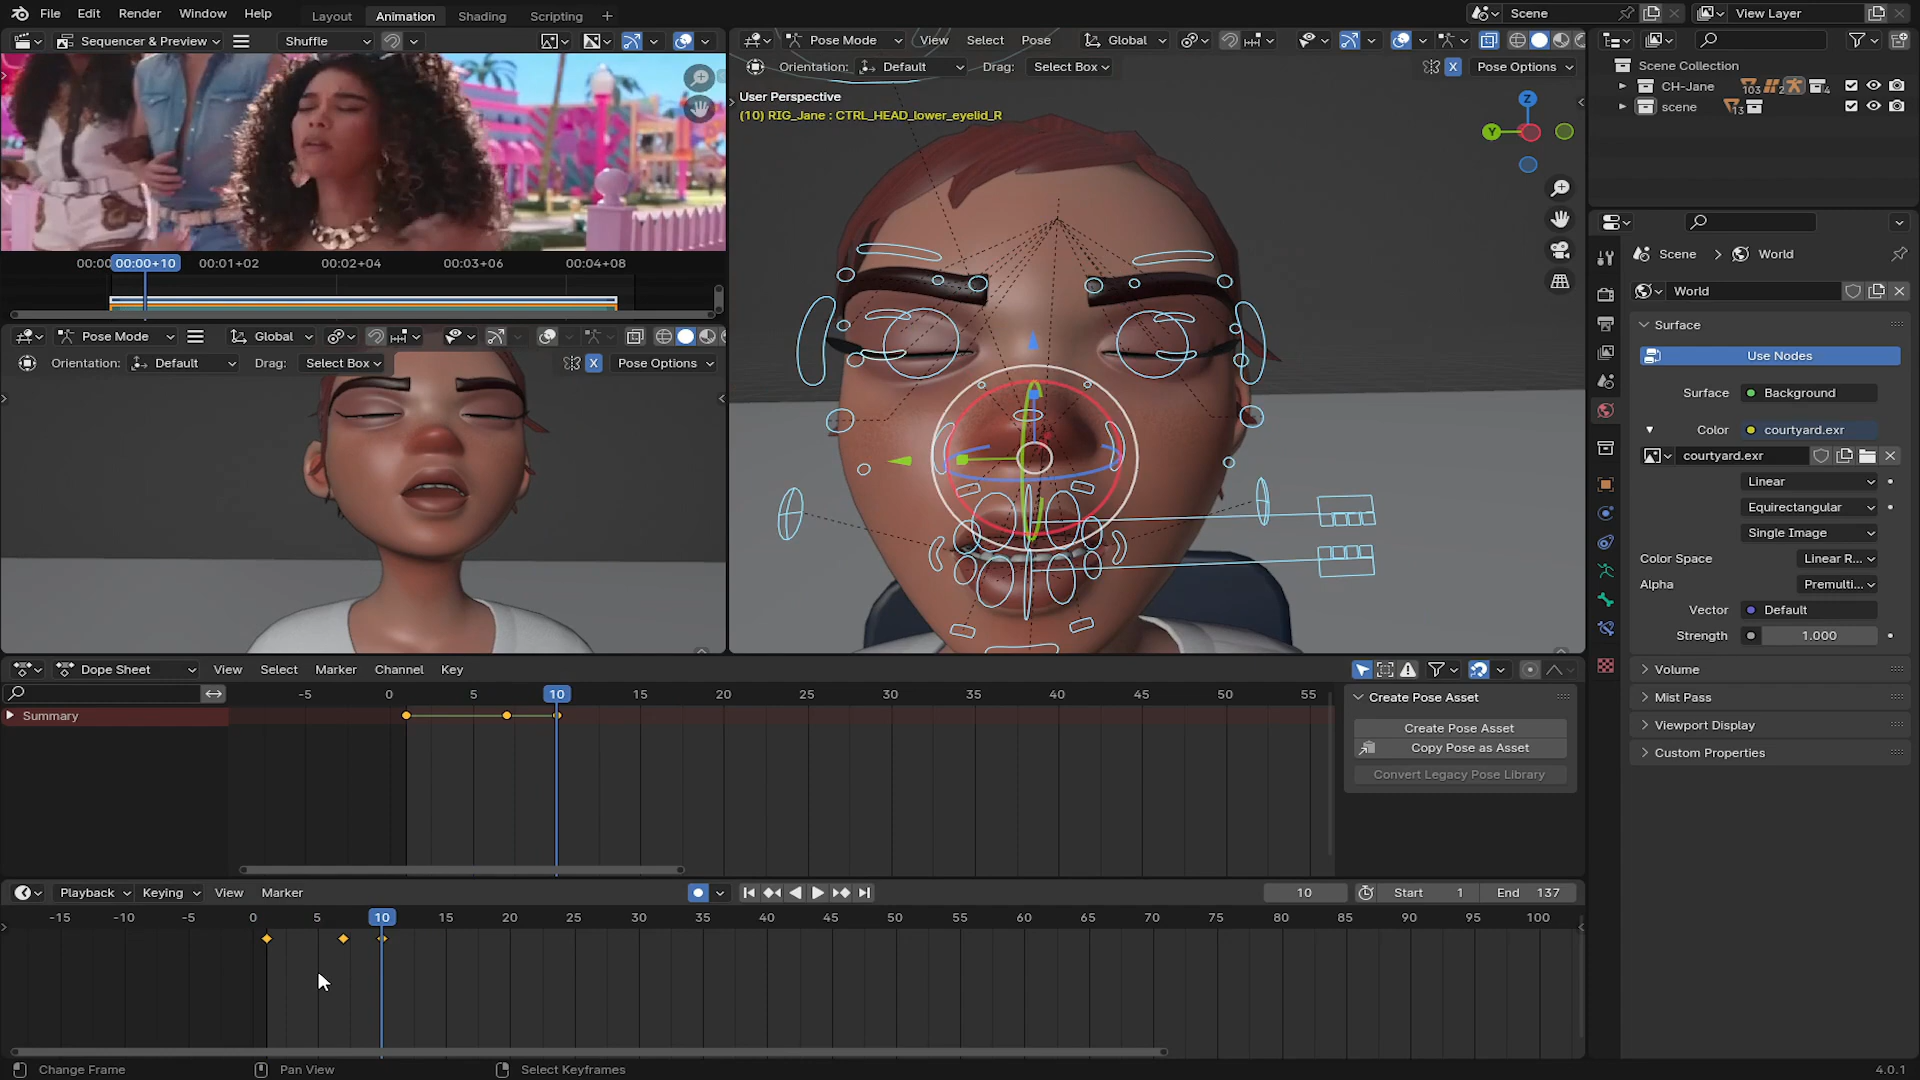 File Edit Render Window Help Layout Animation Shading Scripting + Scene View Layer
Sequencer & Preview Shuffle
Pose Mode View Select Pose Global
Orientation: Default Drag: Select Box X Pose Options
User Perspective
(10) RIG_Jane : CTRL_HEAD_lower_eyelid_R
Z
Y
00:00+10 00:01+02 00:02+04 00:03+06 00:04+08
Pose Mode Global
Orientation: Default Drag: Select Box X Pose Options
Scene Collection
CH-Jane 103 2 4
scene 13
Scene World
World
Surface
Use Nodes
Surface Background
Color courtyard.exr
courtyard.exr
Linear
Equirectangular
Single Image
Color Space Linear R...
Alpha Premulti...
Vector Default
Strength 1.000
Volume
Mist Pass
Viewport Display
Custom Properties
Dope Sheet View Select Marker Channel Key
-5 0 5 10 15 20 25 30 35 40 45 50 55
Summary
Create Pose Asset
Create Pose Asset
Copy Pose as Asset
Convert Legacy Pose Library
Playback Keying View Marker 10 Start 1 End 137
-15 -10 -5 0 5 10 15 20 25 30 35 40 45 50 55 60 65 70 75 80 85 90 95 100
Change Frame Pan View Select Keyframes 4.0.1